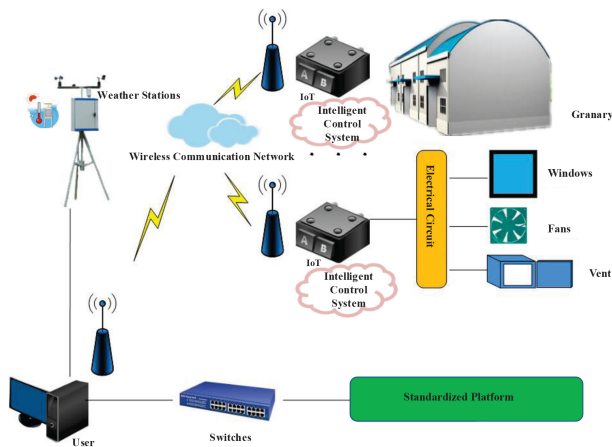 Weather Stations
A B
IoT
Intelligent
Control
System
Granary
Wireless Communication Network
Electrical Circuit
Windows
Fans
Vent
A B
IoT
Intelligent
Control
System
User
Switches
Standardized Platform